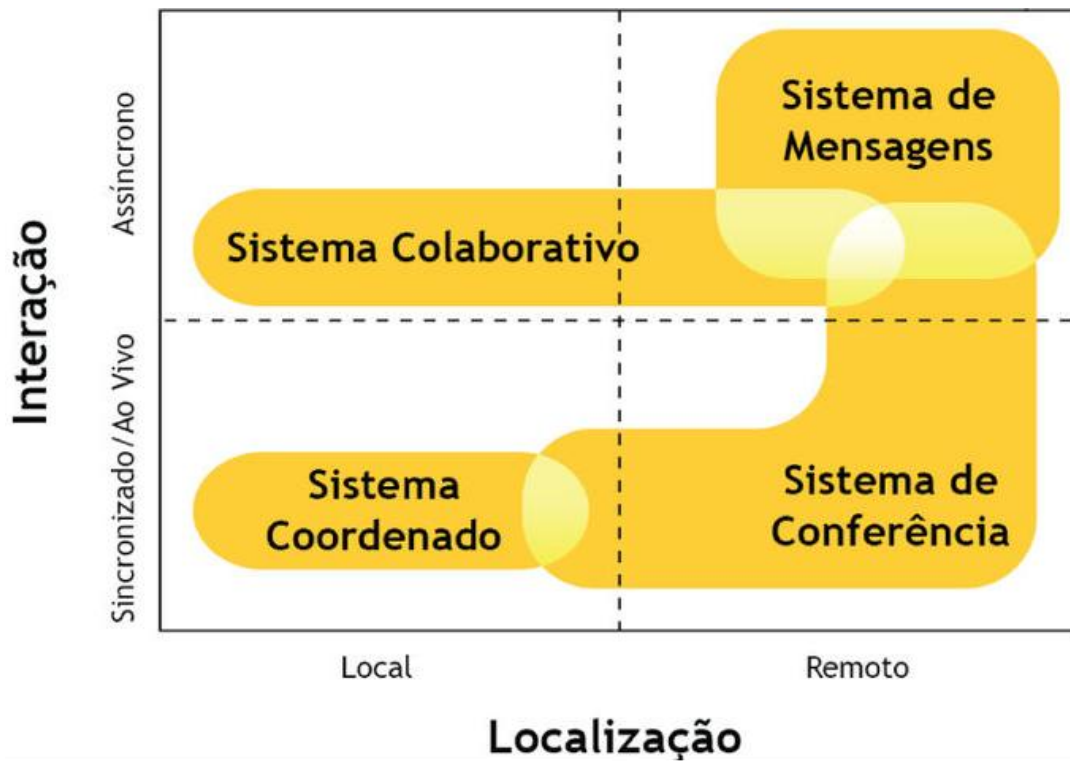 Interação
Assíncrono
Sincronizado/Ao Vivo
Sistema de
Mensagens
Sistema Colaborativo
Sistema
Coordenado
Sistema de
Conferência
Local
Remoto
Localização